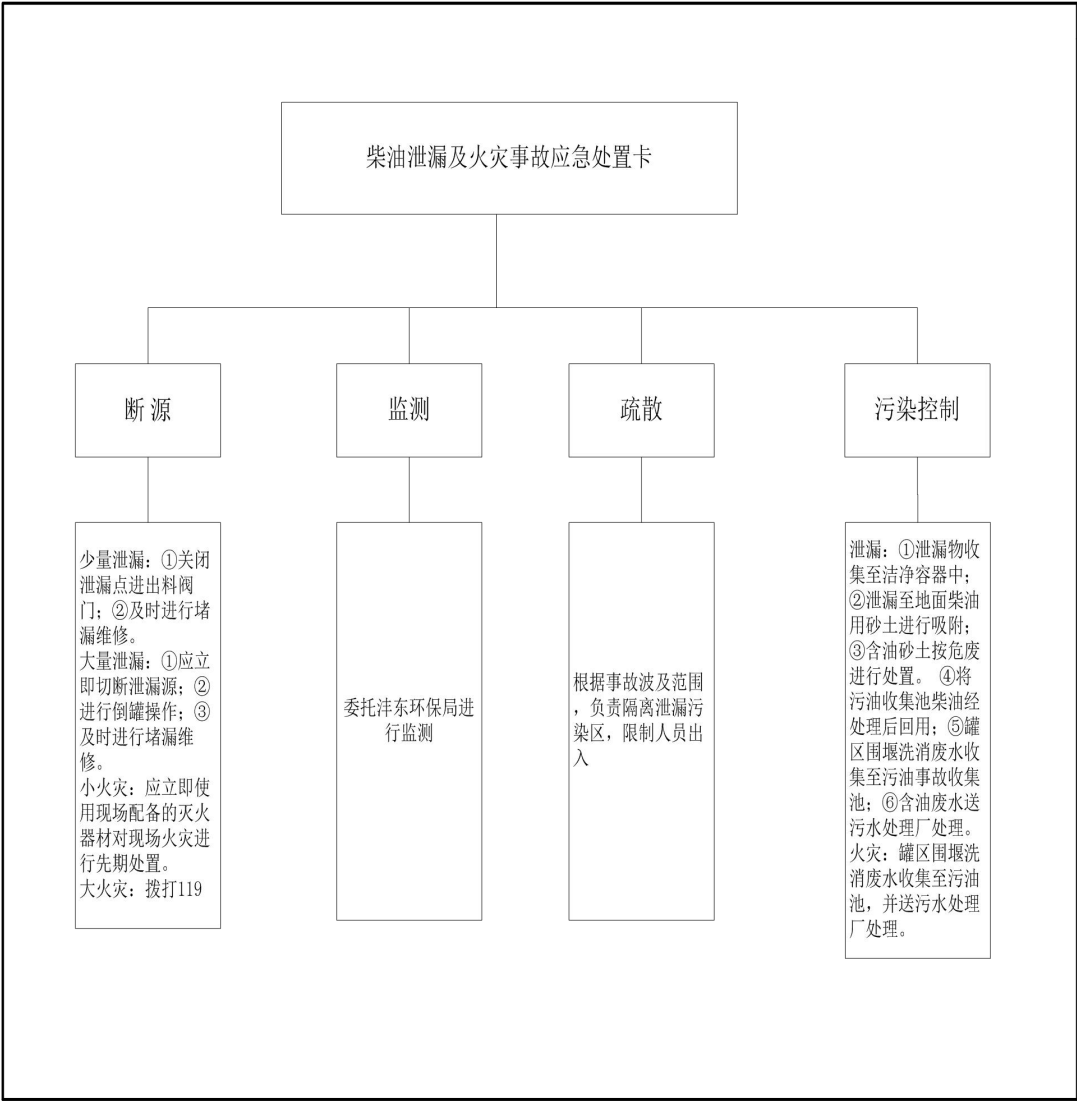 柴油泄漏及火灾事故应急处置卡
断 源
监测
疏散
污染控制
少量泄漏：①关闭
泄漏点进出料阀
门；②及时进行堵
漏维修。
大量泄漏：①应立
即切断泄漏源；②
进行倒罐操作；③
及时进行堵漏维
修。
小火灾：应立即使
用现场配备的灭火
器材对现场火灾进
行先期处置。
大火灾：拨打119
委托沣东环保局进
行监测
根据事故波及范围
，负责隔离泄漏污
染区，限制人员出
入
泄漏：①泄漏物收
集至洁净容器中；
②泄漏至地面柴油
用砂土进行吸附；
③含油砂土按危废
进行处置。 ④将
污油收集池柴油经
处理后回用；⑤罐
区围堰洗消废水收
集至污油事故收集
池；⑥含油废水送
污水处理厂处理。
火灾：罐区围堰洗
消废水收集至污油
池，并送污水处理
厂处理。